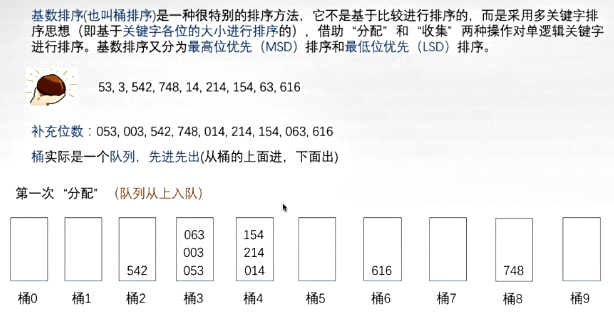 基数排序(也叫桶排序)是一种很特别的排序方法，它不是基于比较进行排序的，而是采用多关键字排
序思想（即基于关键字各位的大小进行排序的），借助“分配”和“收集”两种操作对单逻辑关键字
进行排序。基数排序又分为最高位优先（MSD）排序和最低位优先（LSD）排序。
53, 3, 542, 748, 14, 214, 154, 63, 616
补充位数：053, 003, 542, 748, 014, 214, 154, 063, 616
桶实际是一个队列，先进先出(从桶的上面进，下面出)
第一次“分配”（队列从上入队）
063 154
003 214
542 053 014 616 748
桶0 桶1 桶2 桶3 桶4 桶5 桶6 桶7 桶8 桶9